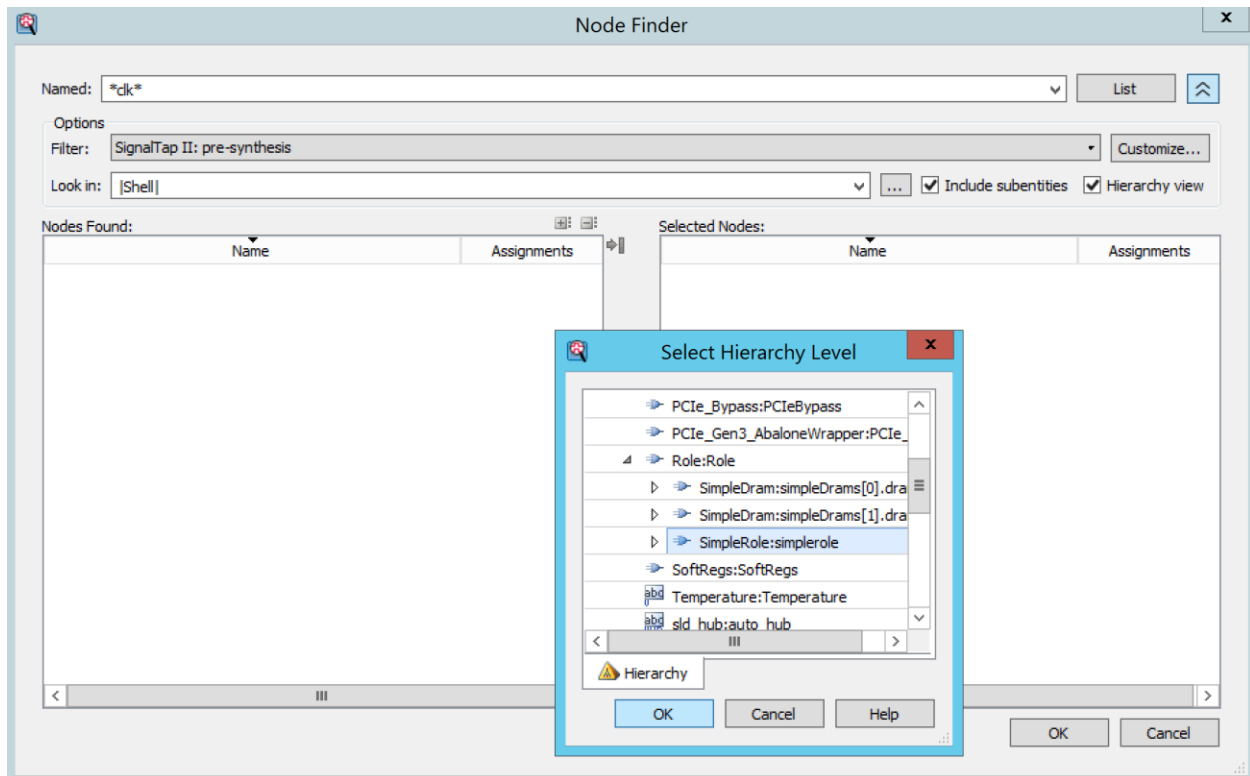 Node Finder
x
Named: *clk*
List
Options
Filter: SignalTap II: pre-synthesis
Customize...
Look in: |Shell|
...
Include subentities
Hierarchy view
Nodes Found:
Selected Nodes:
Name Assignments
Name Assignments
Select Hierarchy Level
x
PCIe_Bypass:PCIeBypass
PCIe_Gen3_AbaloneWrapper:PCIe_
Role:Role
SimpleDram:simpleDrams[0].dra
SimpleDram:simpleDrams[1].dra
SimpleRole:simplerole
SoftRegs:SoftRegs
abd Temperature:Temperature
abd sld_hub:auto_hub
Hierarchy
OK Cancel Help
OK Cancel